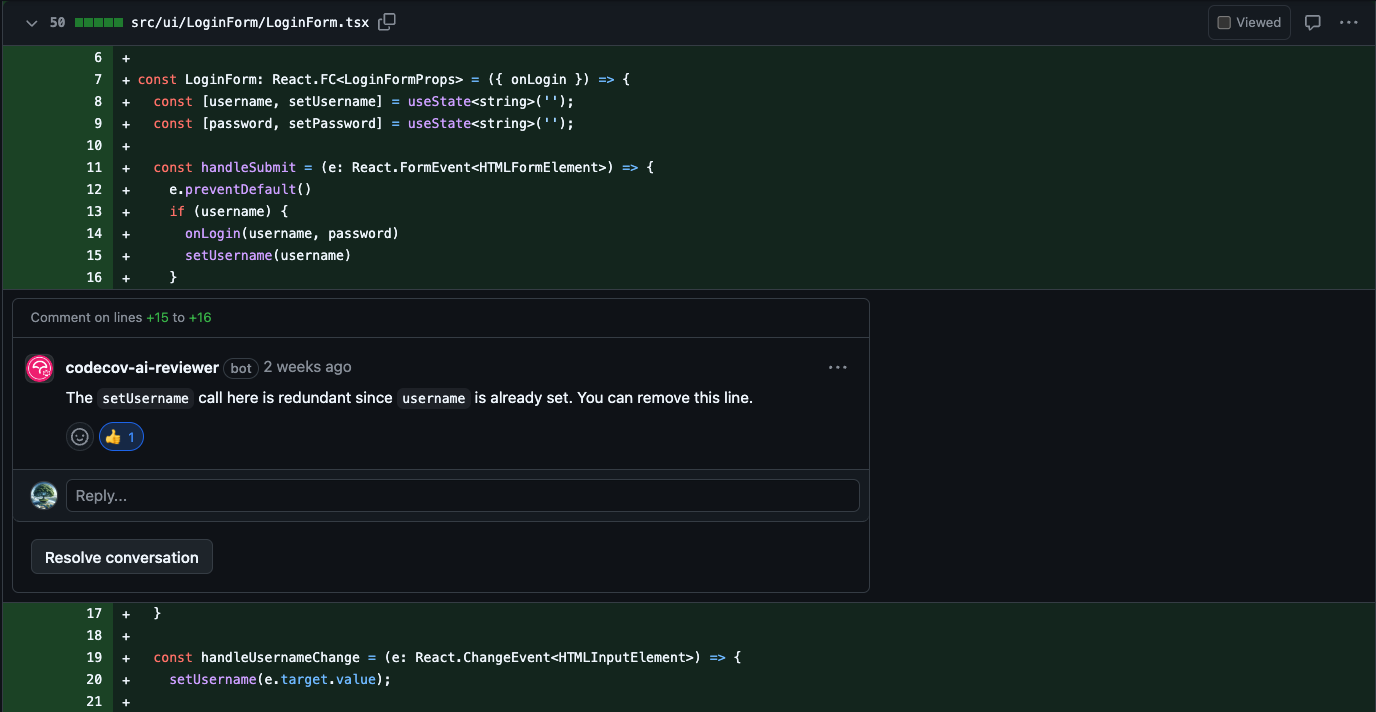 50 src/ui/LoginForm/LoginForm.tsx Viewed
6 +
7 + const LoginForm: React.FC<LoginFormProps> = ({ onLogin }) => {
8 + const [username, setUsername] = useState<string>('');
9 + const [password, setPassword] = useState<string>('');
10 +
11 + const handleSubmit = (e: React.FormEvent<HTMLFormElement>) => {
12 + e.preventDefault()
13 + if (username) {
14 + onLogin(username, password)
15 + setUsername(username)
16 + }
Comment on lines +15 to +16
codecov-ai-reviewer bot 2 weeks ago
The setUsername call here is redundant since username is already set. You can remove this line.
👍 1
Reply...
Resolve conversation
17 + }
18 +
19 + const handleUsernameChange = (e: React.ChangeEvent<HTMLInputElement>) => {
20 + setUsername(e.target.value);
21 +